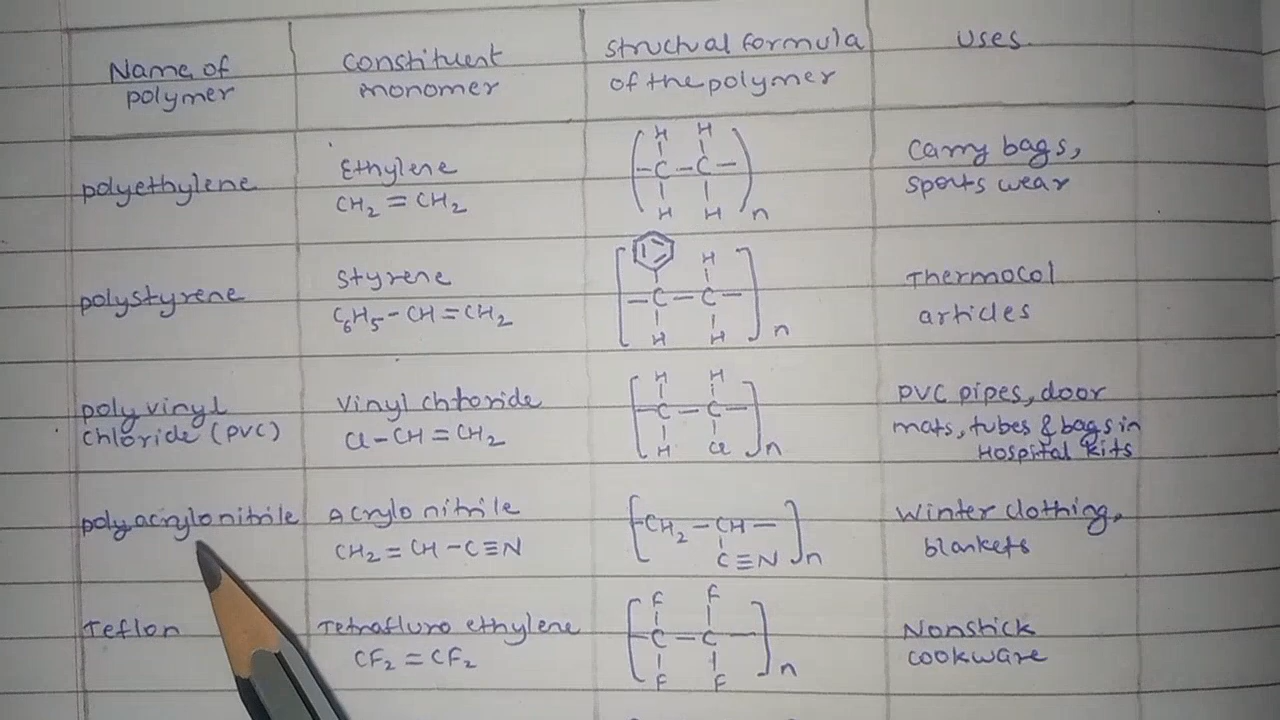 Name of
polymer
constituent
monomer
structual formula
of the polymer
uses
polyethylene
Ethylene
CH₂ = CH₂
H H
-C-C-
H H n
Carry bags,
sports wear
polystyrene
Styrene
C₆H₅-CH=CH₂
H
-C-C-
H H n
Thermocol
articles
poly vinyl
chloride (PVC)
Vinyl chloride
Cl-CH=CH₂
H H
-C-C-
H Cl n
PVC pipes, door
mats, tubes & bags in
Hospital kits
polyacrylonitrile
Acrylo nitrile
CH₂=CH-C≡N
[CH₂-CH-]
C≡N n
Winter clothing,
blankets
Teflon
Tetrafluro ethylene
CF₂=CF₂
F F
-C-C-
F F n
Nonstick
cookware